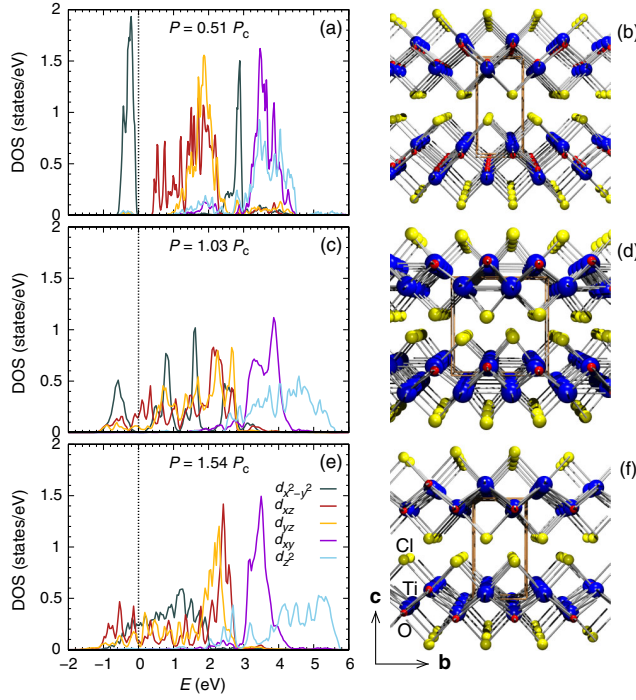 P = 0.51 Pc
(a)
(b)
DOS (states/eV)
2
1.5
1
0.5
0
P = 1.03 Pc
(c)
(d)
DOS (states/eV)
2
1.5
1
0.5
0
P = 1.54 Pc
(e)
(f)
DOS (states/eV)
2
1.5
1
0.5
0
dx²−y²
dxz
dyz
dxy
dz²
−2 −1 0 1 2 3 4 5 6
E (eV)
Cl
Ti
O
c
b